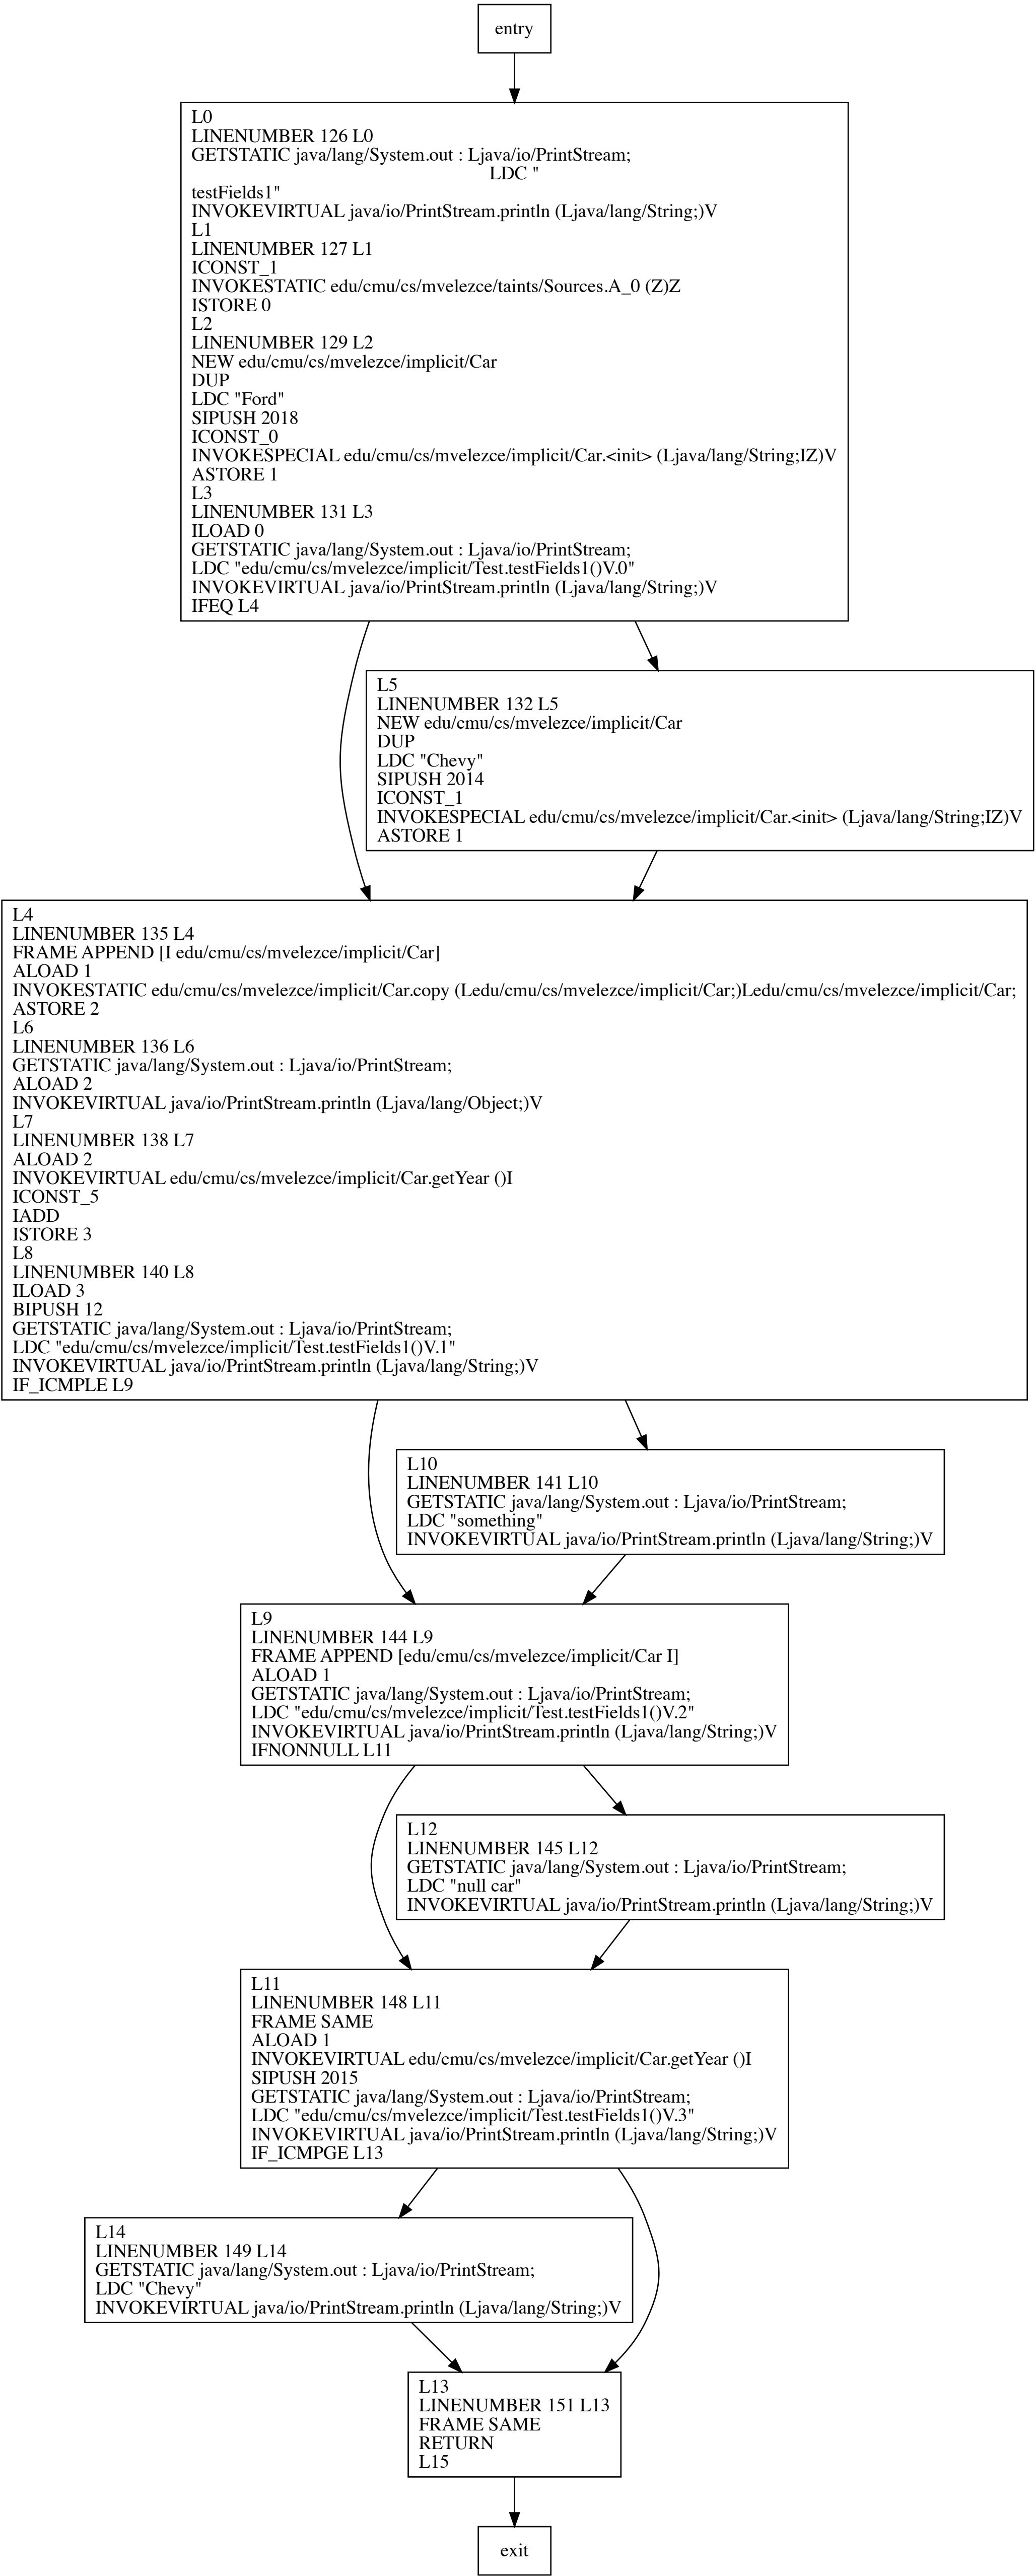 entry
L0
LINENUMBER 126 L0
GETSTATIC java/lang/System.out : Ljava/io/PrintStream;
LDC "
testFields1"
INVOKEVIRTUAL java/io/PrintStream.println (Ljava/lang/String;)V
L1
LINENUMBER 127 L1
ICONST_1
INVOKESTATIC edu/cmu/cs/mvelezce/taints/Sources.A_0 (Z)Z
ISTORE 0
L2
LINENUMBER 129 L2
NEW edu/cmu/cs/mvelezce/implicit/Car
DUP
LDC "Ford"
SIPUSH 2018
ICONST_0
INVOKESPECIAL edu/cmu/cs/mvelezce/implicit/Car.<init> (Ljava/lang/String;IZ)V
ASTORE 1
L3
LINENUMBER 131 L3
ILOAD 0
GETSTATIC java/lang/System.out : Ljava/io/PrintStream;
LDC "edu/cmu/cs/mvelezce/implicit/Test.testFields1()V.0"
INVOKEVIRTUAL java/io/PrintStream.println (Ljava/lang/String;)V
IFEQ L4
L5
LINENUMBER 132 L5
NEW edu/cmu/cs/mvelezce/implicit/Car
DUP
LDC "Chevy"
SIPUSH 2014
ICONST_1
INVOKESPECIAL edu/cmu/cs/mvelezce/implicit/Car.<init> (Ljava/lang/String;IZ)V
ASTORE 1
L4
LINENUMBER 135 L4
FRAME APPEND [I edu/cmu/cs/mvelezce/implicit/Car]
ALOAD 1
INVOKESTATIC edu/cmu/cs/mvelezce/implicit/Car.copy (Ledu/cmu/cs/mvelezce/implicit/Car;)Ledu/cmu/cs/mvelezce/implicit/Car;
ASTORE 2
L6
LINENUMBER 136 L6
GETSTATIC java/lang/System.out : Ljava/io/PrintStream;
ALOAD 2
INVOKEVIRTUAL java/io/PrintStream.println (Ljava/lang/Object;)V
L7
LINENUMBER 138 L7
ALOAD 2
INVOKEVIRTUAL edu/cmu/cs/mvelezce/implicit/Car.getYear ()I
ICONST_5
IADD
ISTORE 3
L8
LINENUMBER 140 L8
ILOAD 3
BIPUSH 12
GETSTATIC java/lang/System.out : Ljava/io/PrintStream;
LDC "edu/cmu/cs/mvelezce/implicit/Test.testFields1()V.1"
INVOKEVIRTUAL java/io/PrintStream.println (Ljava/lang/String;)V
IF_ICMPLE L9
L10
LINENUMBER 141 L10
GETSTATIC java/lang/System.out : Ljava/io/PrintStream;
LDC "something"
INVOKEVIRTUAL java/io/PrintStream.println (Ljava/lang/String;)V
L9
LINENUMBER 144 L9
FRAME APPEND [edu/cmu/cs/mvelezce/implicit/Car I]
ALOAD 1
GETSTATIC java/lang/System.out : Ljava/io/PrintStream;
LDC "edu/cmu/cs/mvelezce/implicit/Test.testFields1()V.2"
INVOKEVIRTUAL java/io/PrintStream.println (Ljava/lang/String;)V
IFNONNULL L11
L12
LINENUMBER 145 L12
GETSTATIC java/lang/System.out : Ljava/io/PrintStream;
LDC "null car"
INVOKEVIRTUAL java/io/PrintStream.println (Ljava/lang/String;)V
L11
LINENUMBER 148 L11
FRAME SAME
ALOAD 1
INVOKEVIRTUAL edu/cmu/cs/mvelezce/implicit/Car.getYear ()I
SIPUSH 2015
GETSTATIC java/lang/System.out : Ljava/io/PrintStream;
LDC "edu/cmu/cs/mvelezce/implicit/Test.testFields1()V.3"
INVOKEVIRTUAL java/io/PrintStream.println (Ljava/lang/String;)V
IF_ICMPGE L13
L14
LINENUMBER 149 L14
GETSTATIC java/lang/System.out : Ljava/io/PrintStream;
LDC "Chevy"
INVOKEVIRTUAL java/io/PrintStream.println (Ljava/lang/String;)V
L13
LINENUMBER 151 L13
FRAME SAME
RETURN
L15
exit